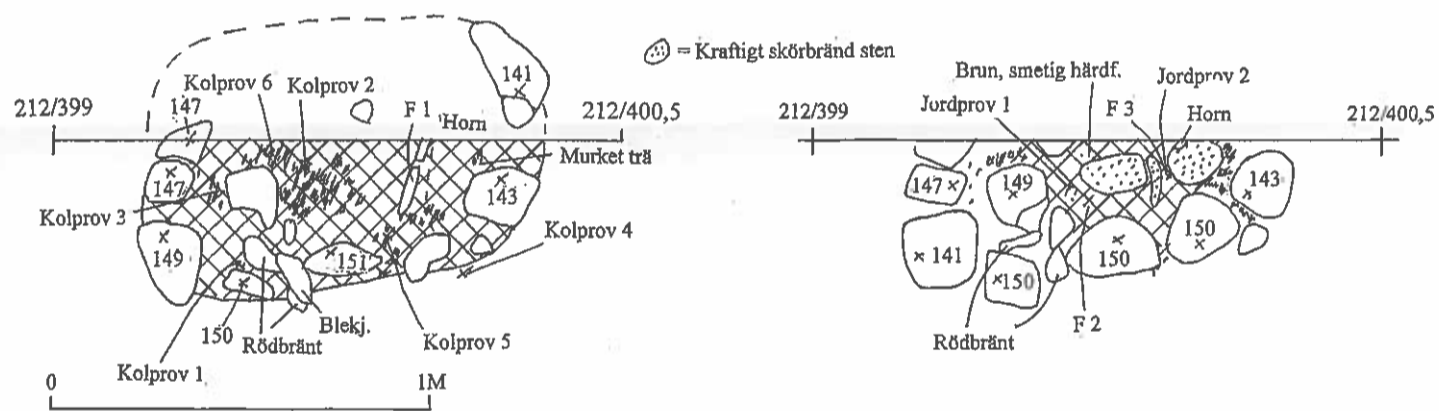 = Kraftigt skörbränd sten
212/399
147
Kolprov 6
Kolprov 2
F 1
Horn
141
212/400,5
Murket trä
147
143
Kolprov 3
Kolprov 4
149
151
150
Rödbränt
Blekj.
Kolprov 5
Kolprov 1
0
1M
212/399
Brun, smetig härdf.
Jordprov 1
F 3
Jordprov 2
Horn
212/400,5
147
149
143
141
150
150
150
Rödbränt
F 2